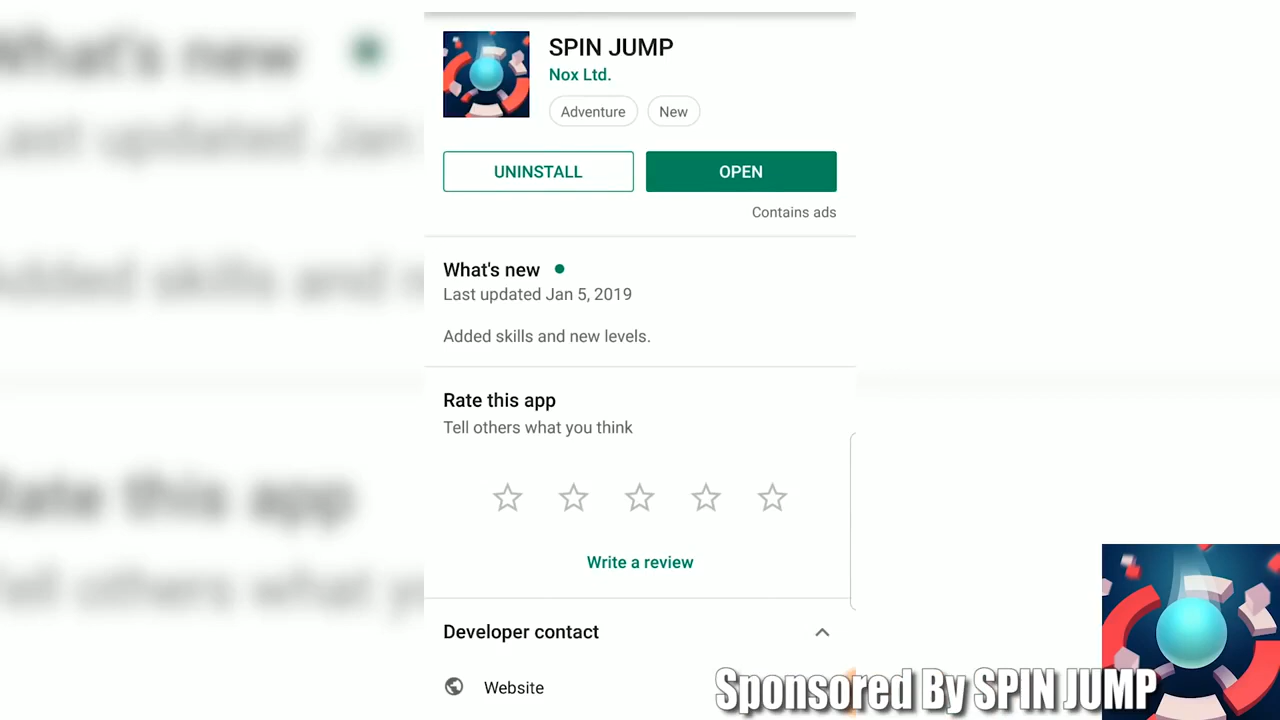 SPIN JUMP
Nox Ltd.
Adventure
New
UNINSTALL
OPEN
Contains ads
What's new
Last updated Jan 5, 2019
Added skills and new levels.
Rate this app
Tell others what you think
Write a review
Developer contact
Website
Sponsored By SPIN JUMP